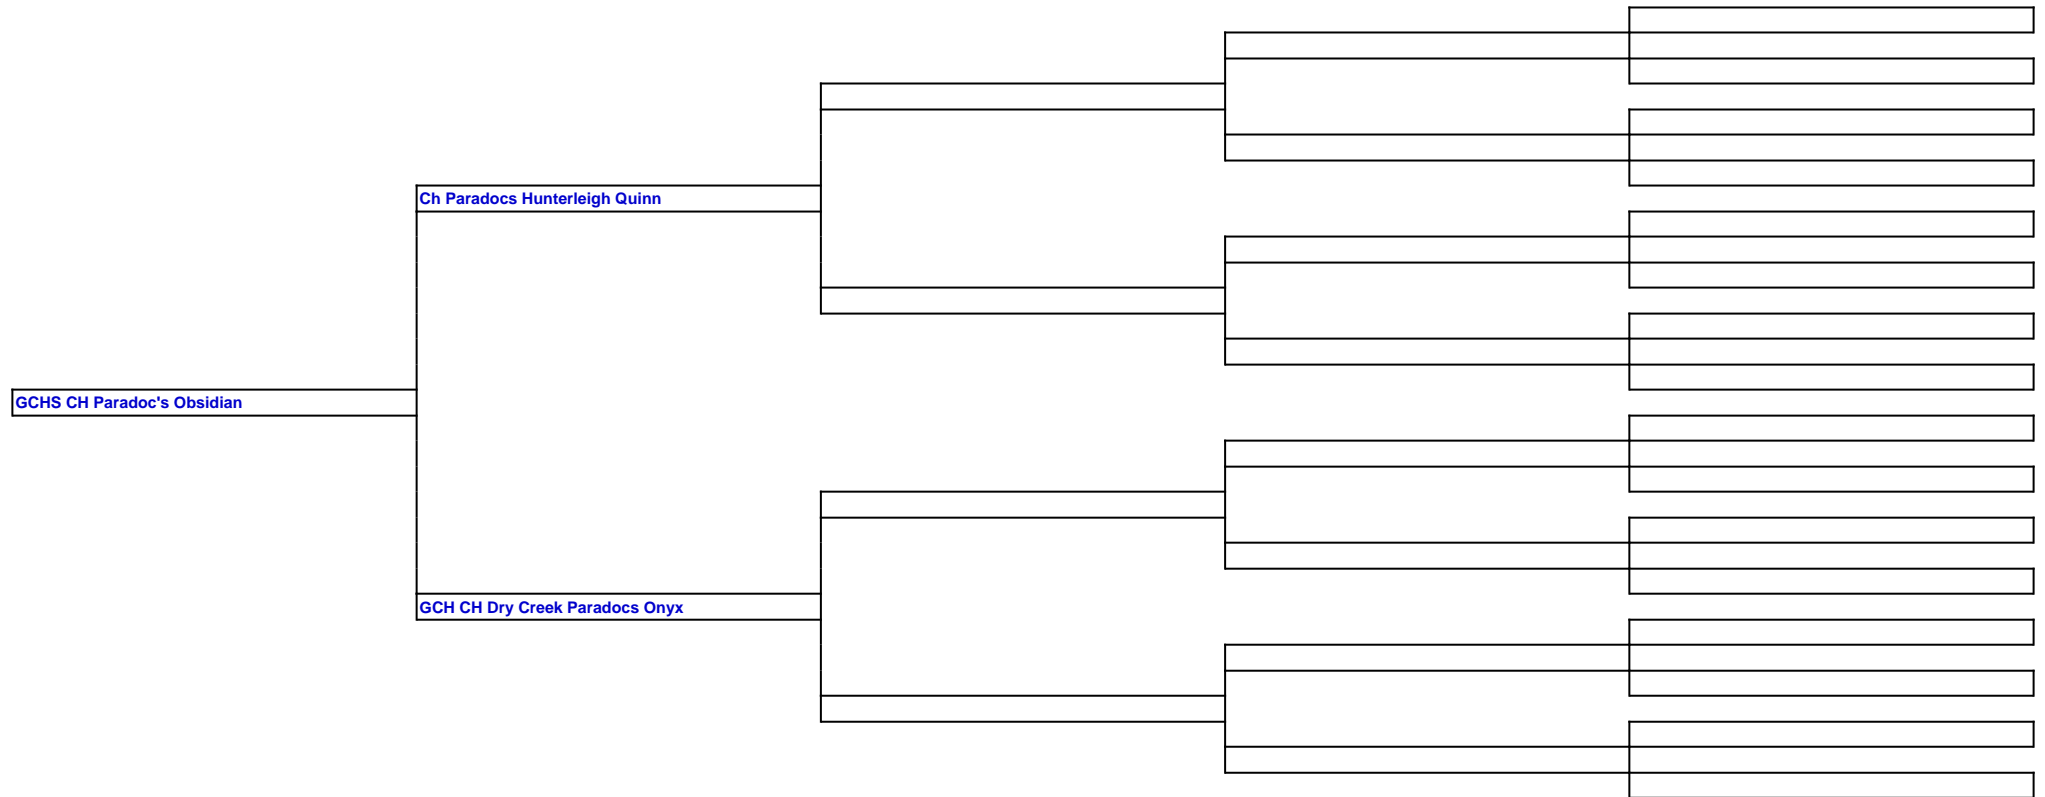 Ch Paradocs Hunterleigh Quinn
GCHS CH Paradoc's Obsidian
GCH CH Dry Creek Paradocs Onyx